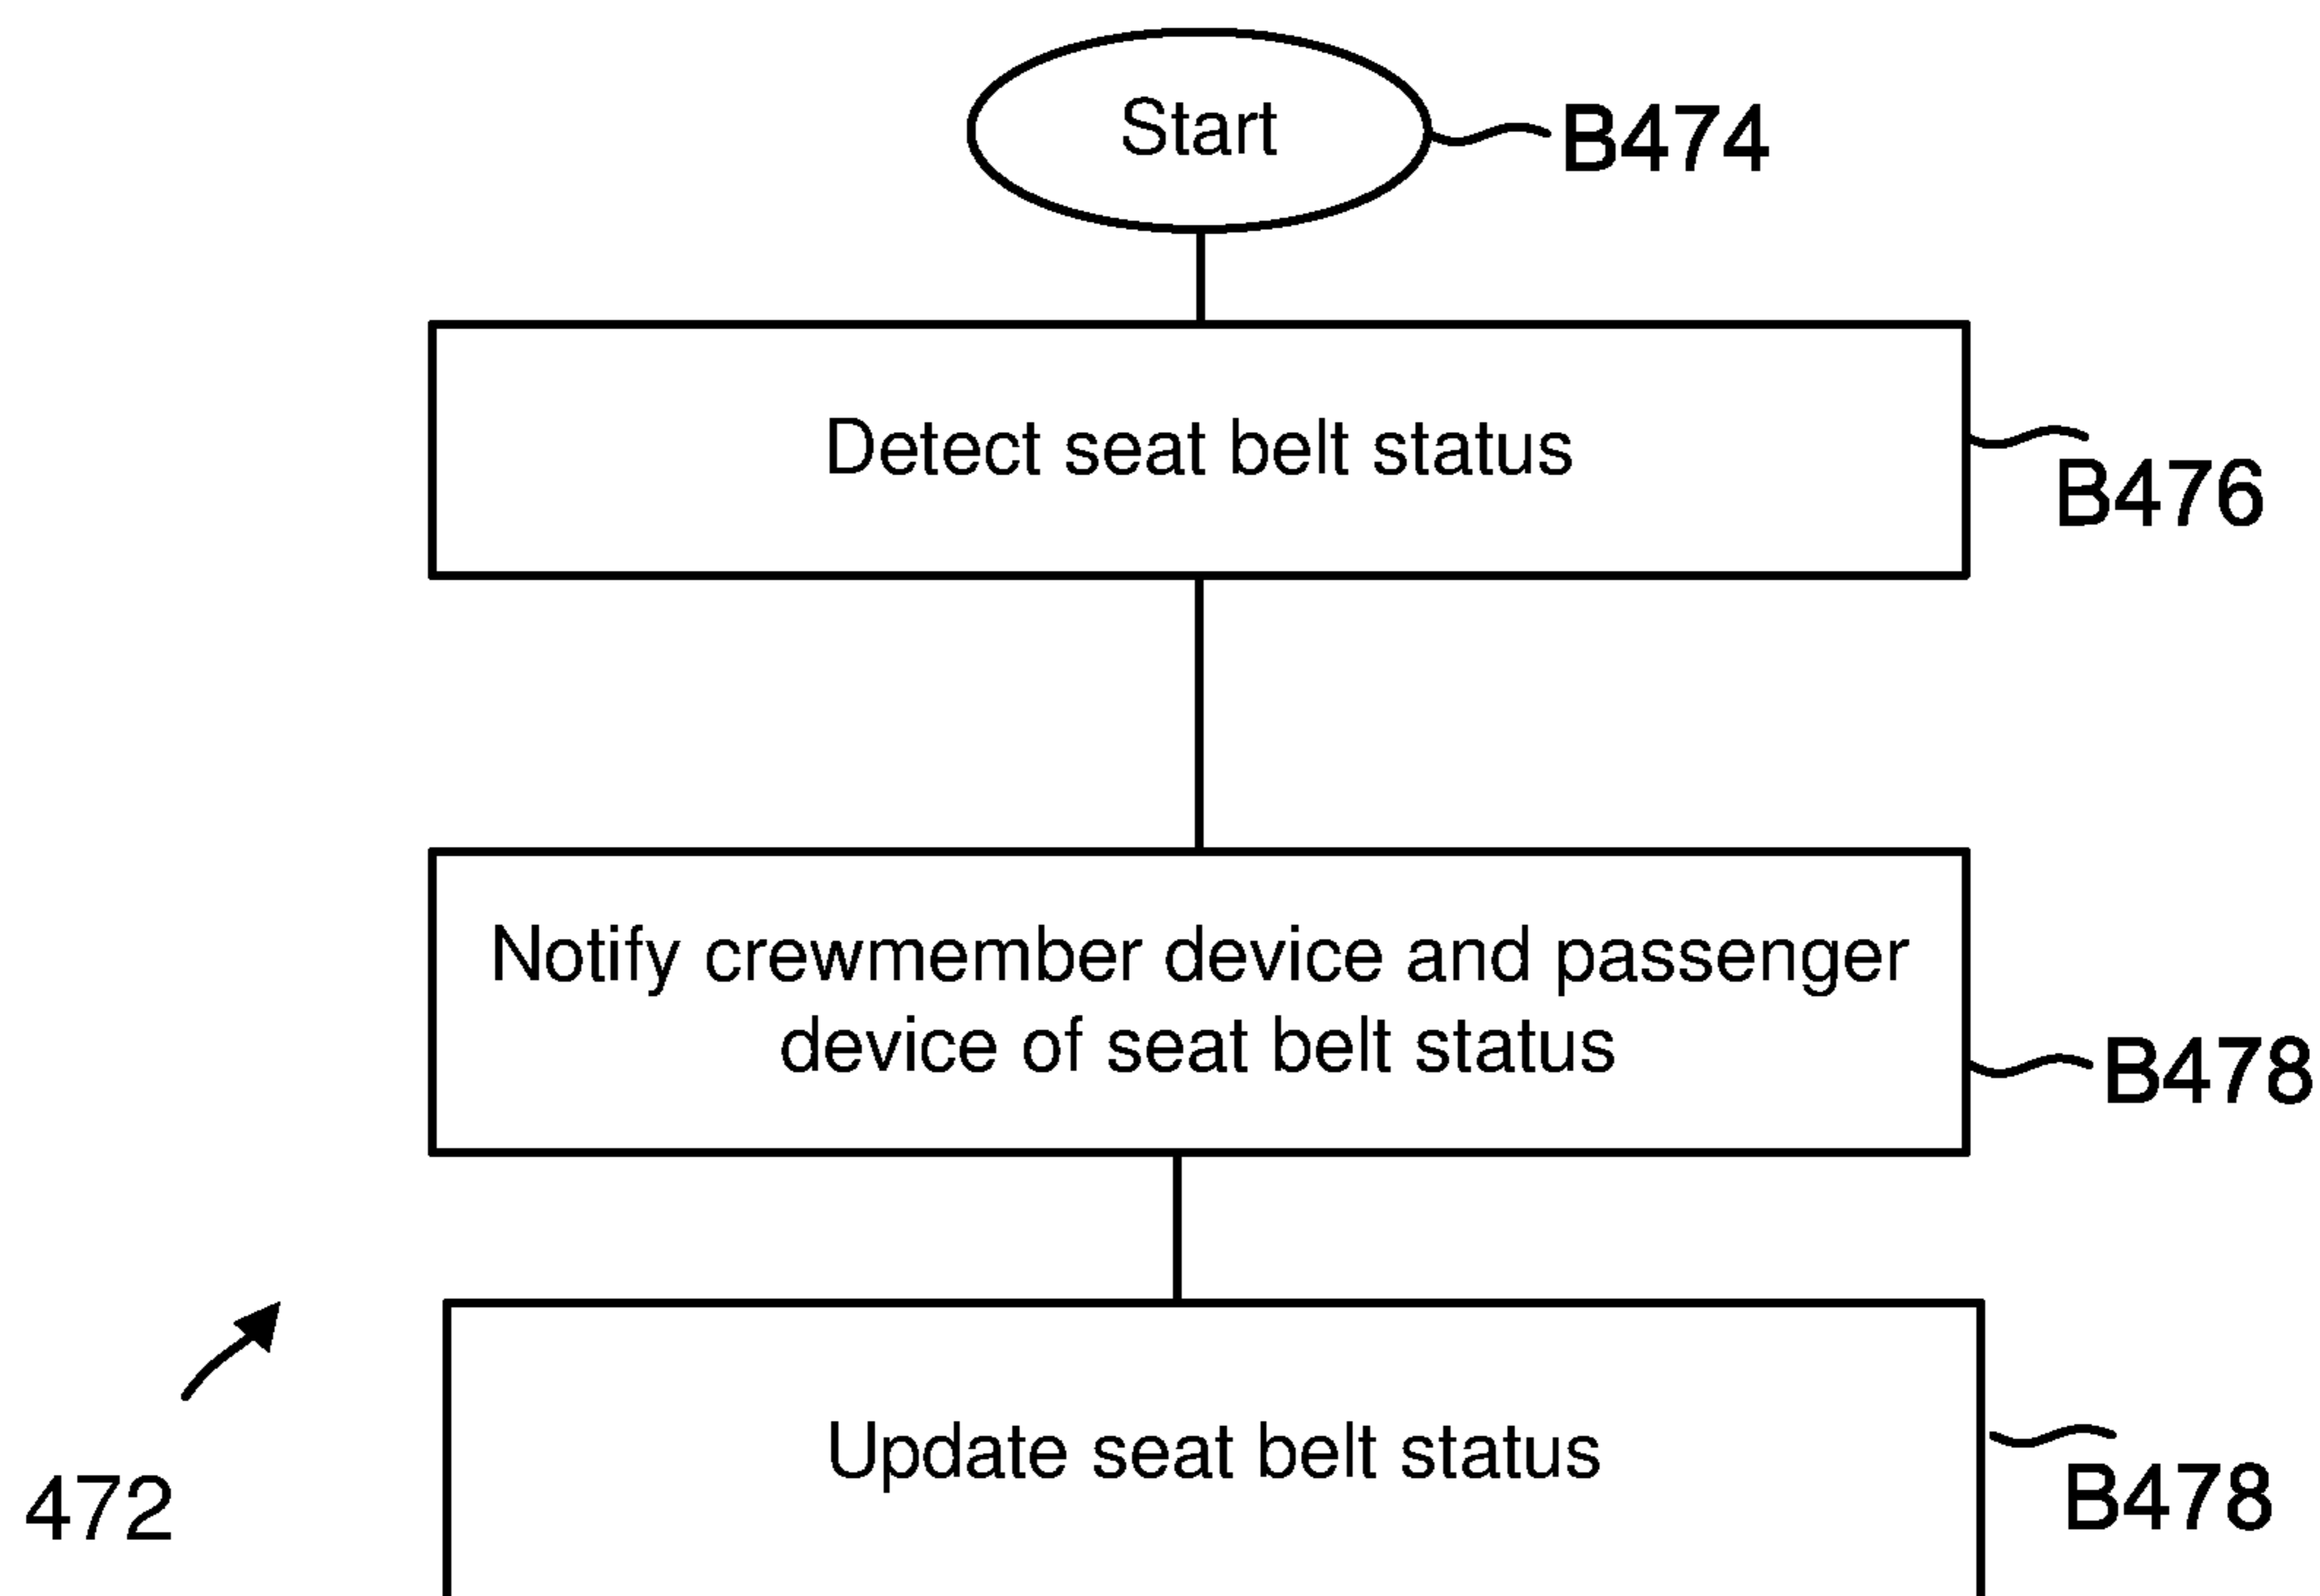 Start
B474
Detect seat belt status
B476
Notify crewmember device and passenger
device of seat belt status
B478
Update seat belt status
B478
472